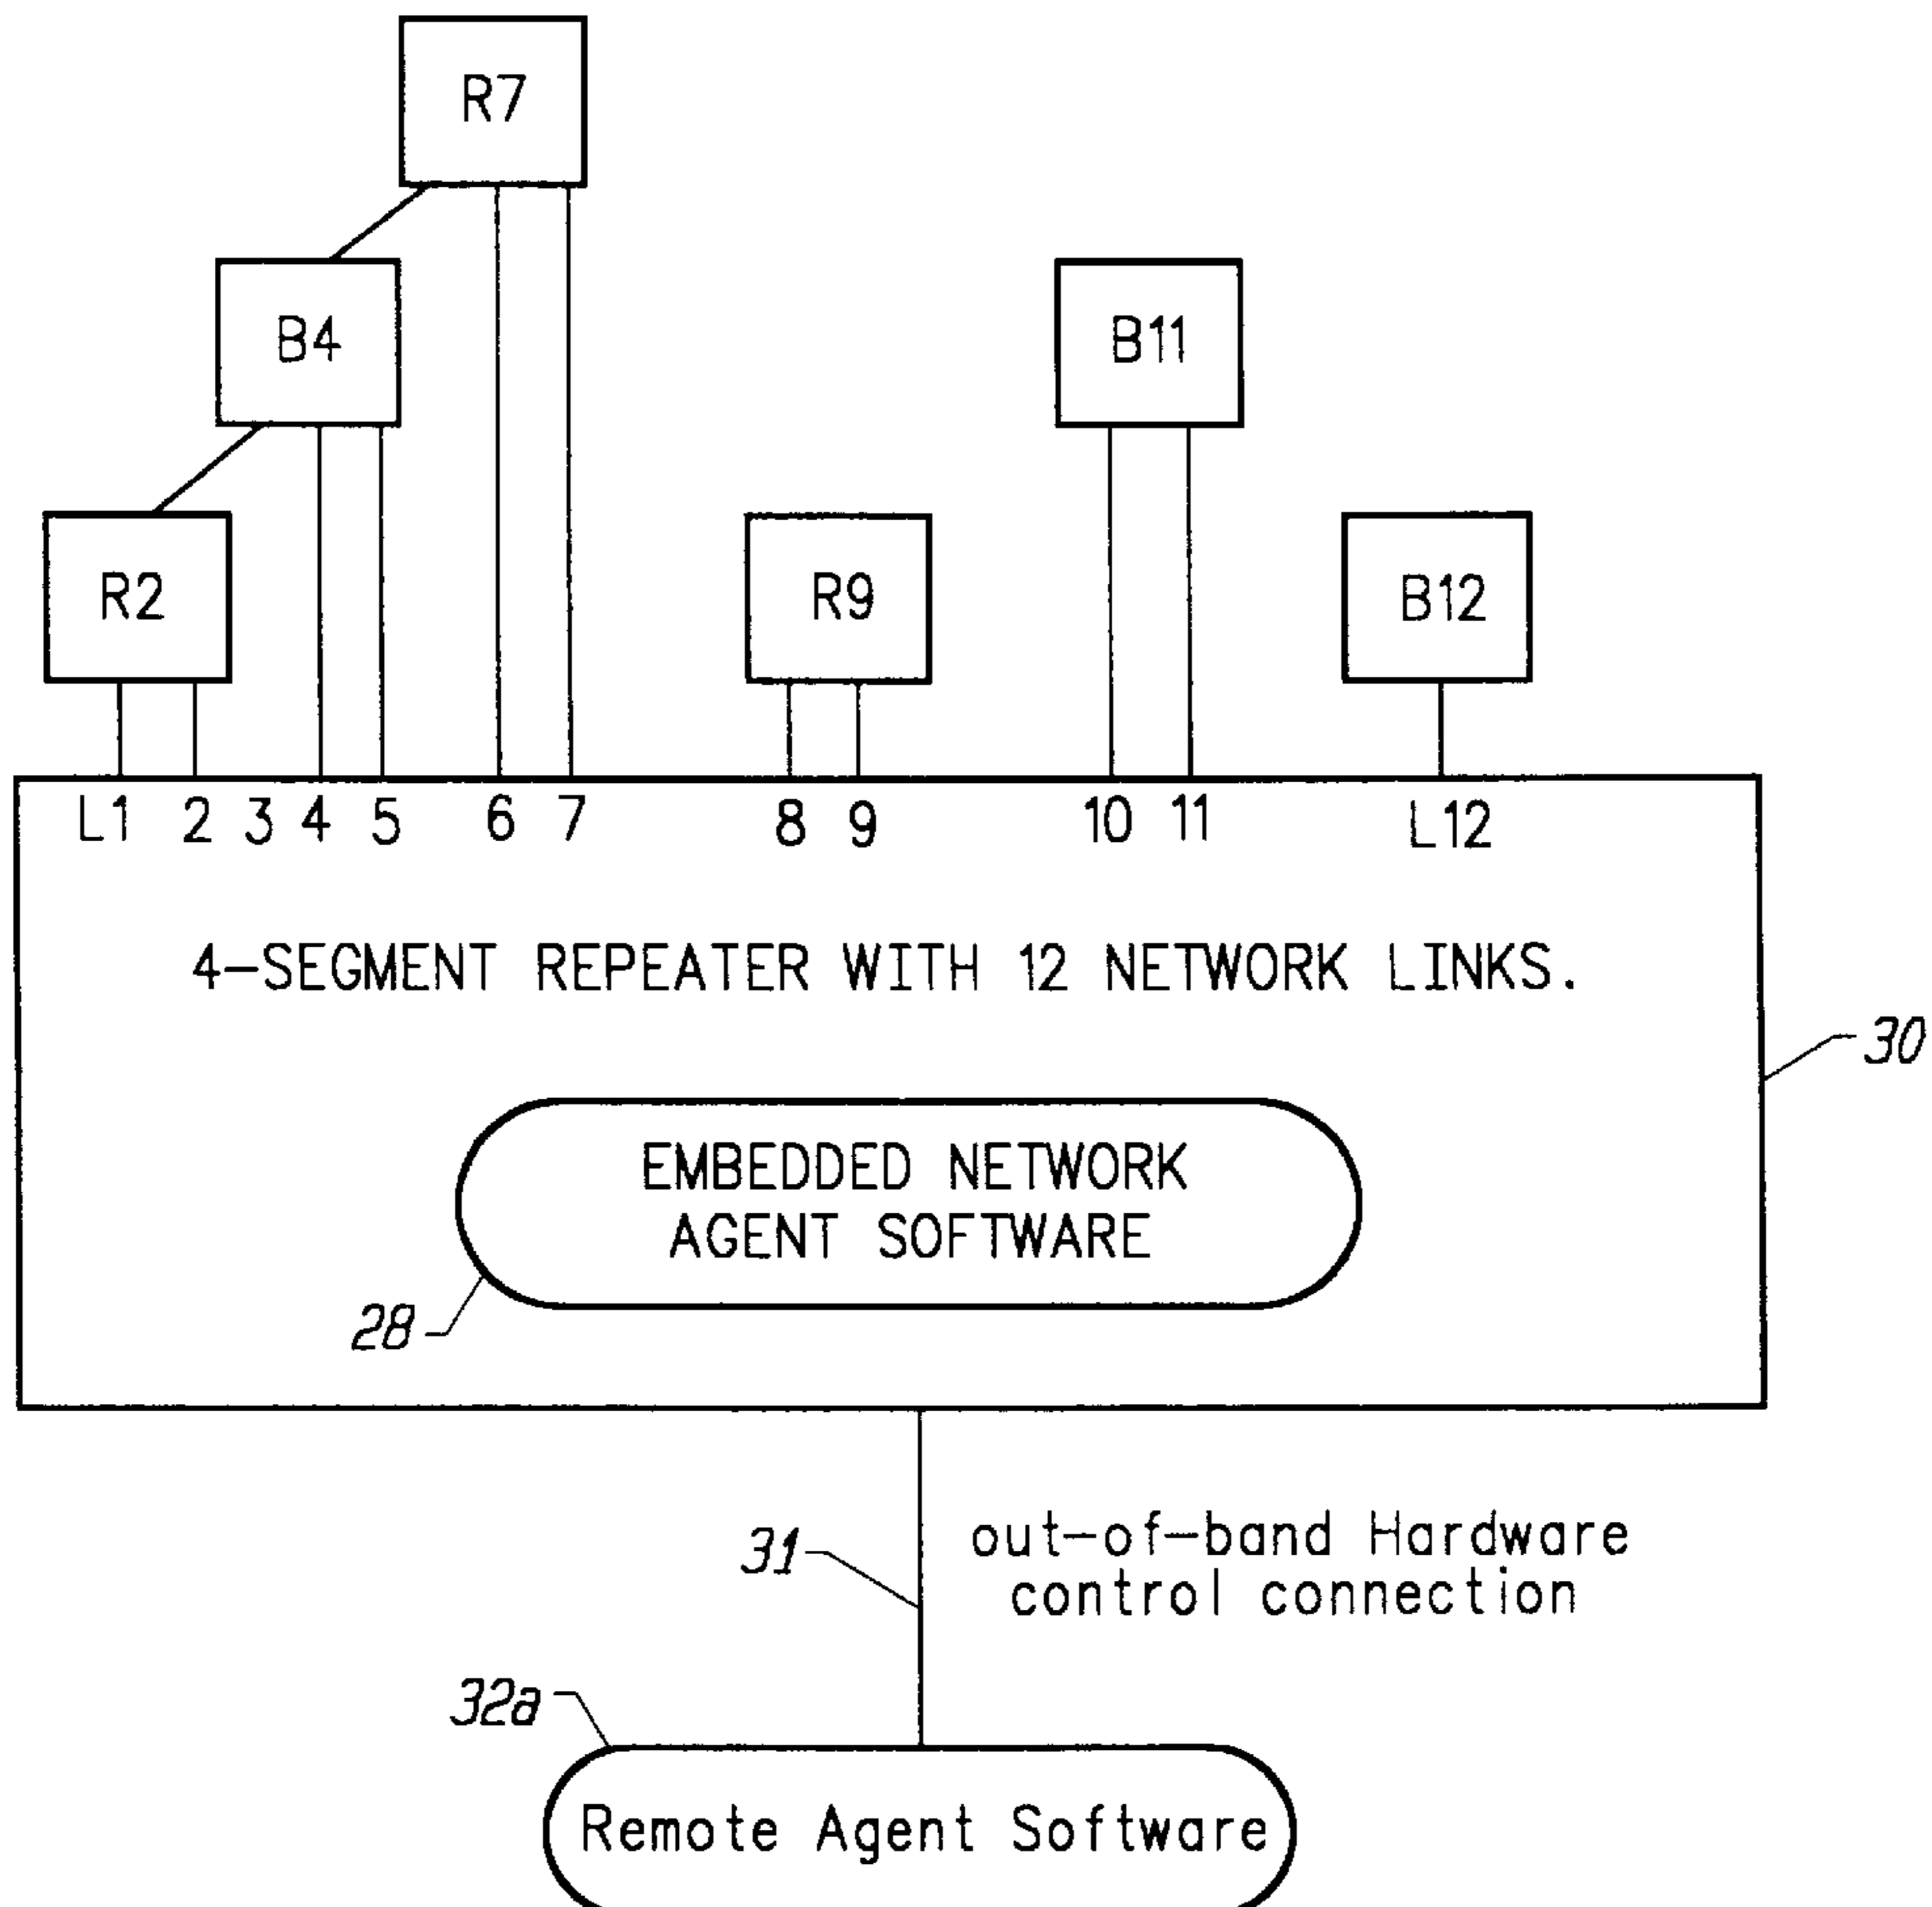 R7
B4
B11
R2
R9
B12
L1 2 3 4 5 6 7 8 9 10 11 L12
4-SEGMENT REPEATER WITH 12 NETWORK LINKS.
30
EMBEDDED NETWORK
AGENT SOFTWARE
28
out-of-band Hardware
control connection
31
32a
Remote Agent Software